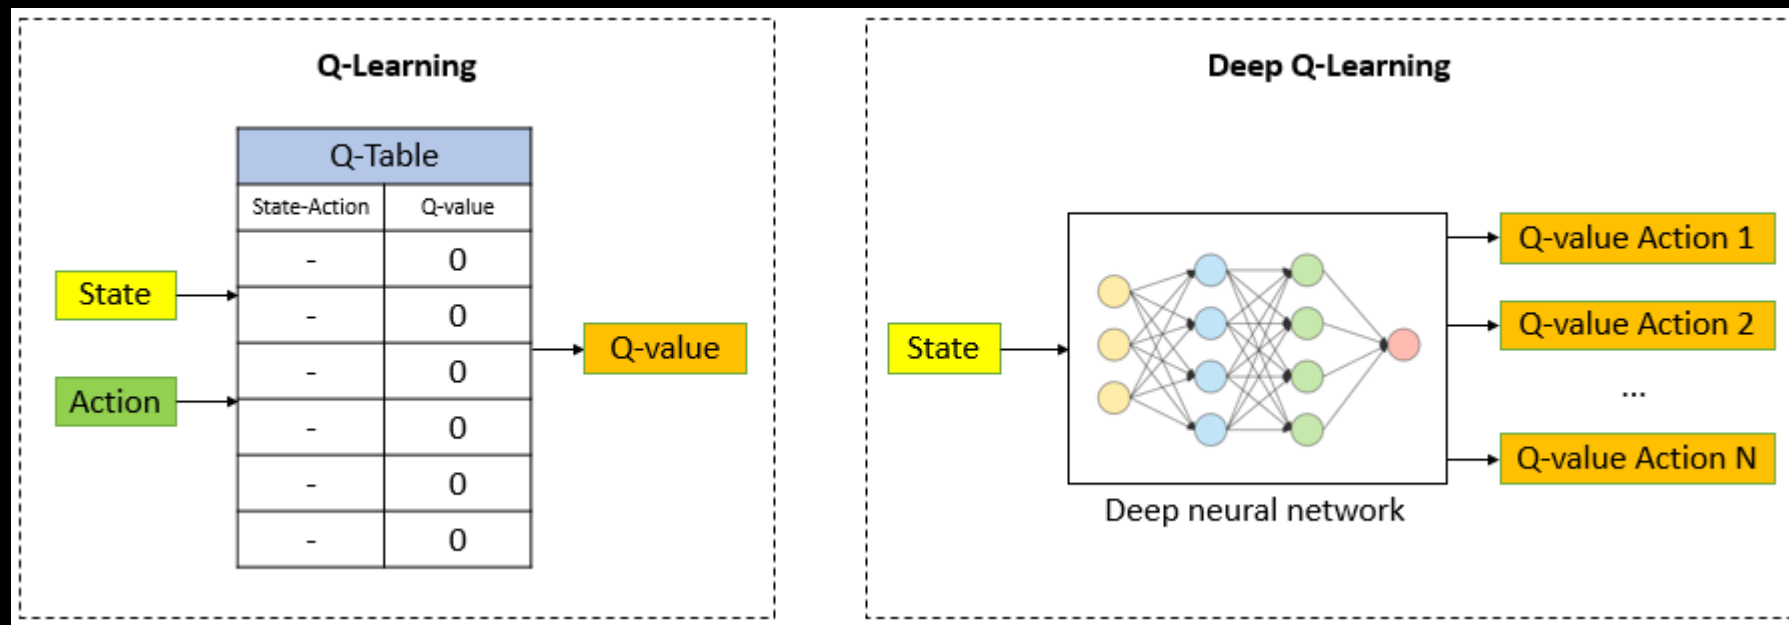 Q-Learning
Q-Table
State-Action Q-value
- 0
- 0
- 0
- 0
- 0
- 0
State
Action
Q-value
Deep Q-Learning
State
Deep neural network
Q-value Action 1
Q-value Action 2
...
Q-value Action N